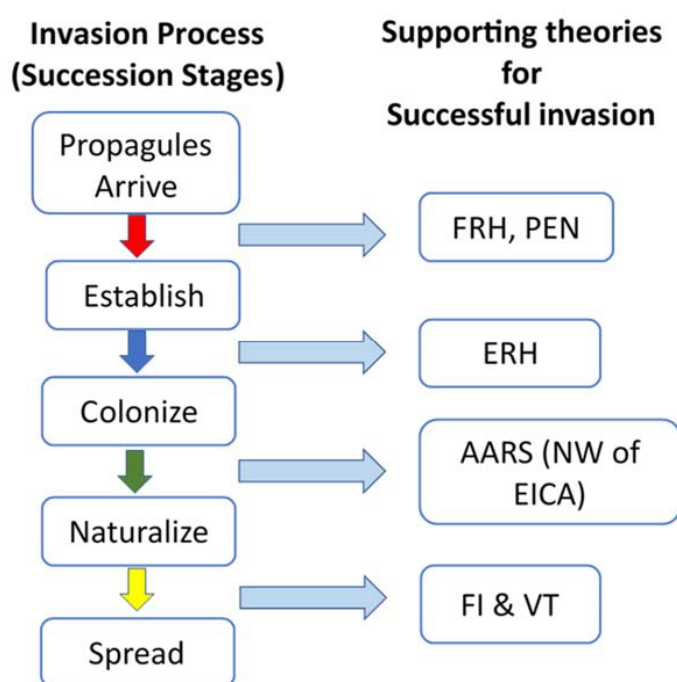 Invasion Process
(Succession Stages)
Supporting theories
for
Successful invasion
Propagules
Arrive
FRH, PEN
Establish
ERH
Colonize
AARS (NW of
EICA)
Naturalize
FI & VT
Spread